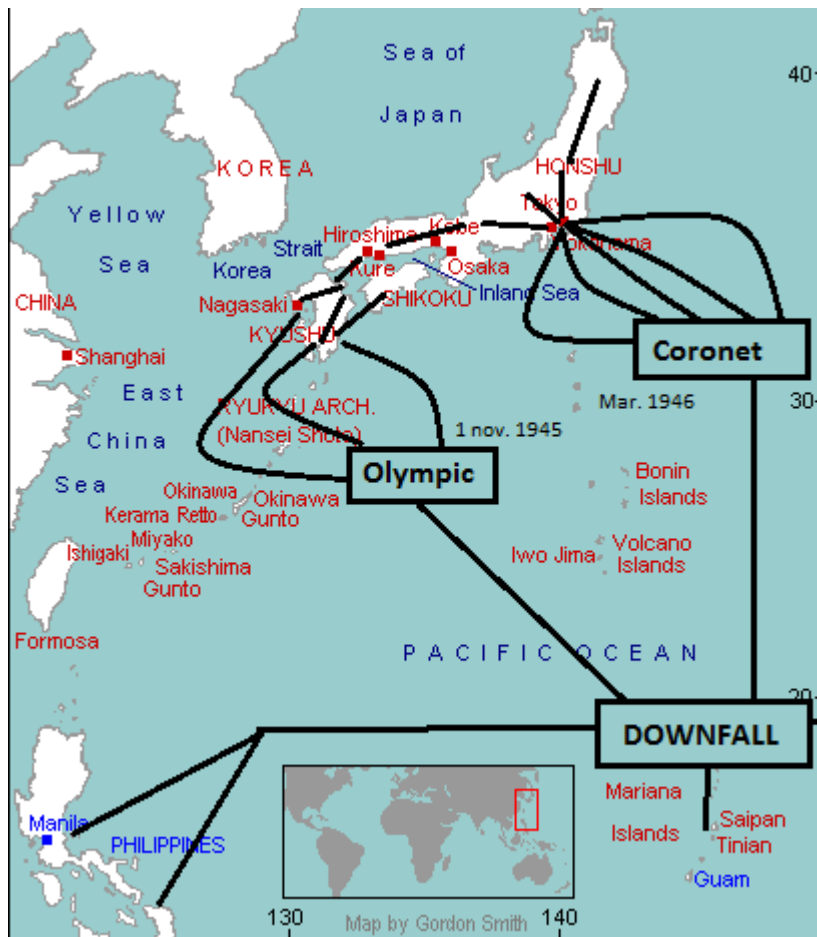 Sea of
Japan
40
KOREA
HONSHU
Tokyo
Yokohama
Hiroshima
Kobe
Kure
Osaka
Inland Sea
Yellow
Sea
Strait
Korea
Nagasaki
SHIKOKU
KYUSHU
CHINA
Shanghai
Coronet
East
China
Sea
RYUKYU ARCH.
(Nansei Shoto)
Mar. 1946
30
1 nov. 1945
Olympic
Bonin
Islands
Okinawa
Okinawa
Gunto
Kerama Retto
Miyako
Ishigaki
Sakishima
Gunto
Iwo Jima
Volcano
Islands
Formosa
PACIFIC OCEAN
20
DOWNFALL
Mariana
Islands
Saipan
Tinian
Guam
Manila
PHILIPPINES
130
140
Map by Gordon Smith